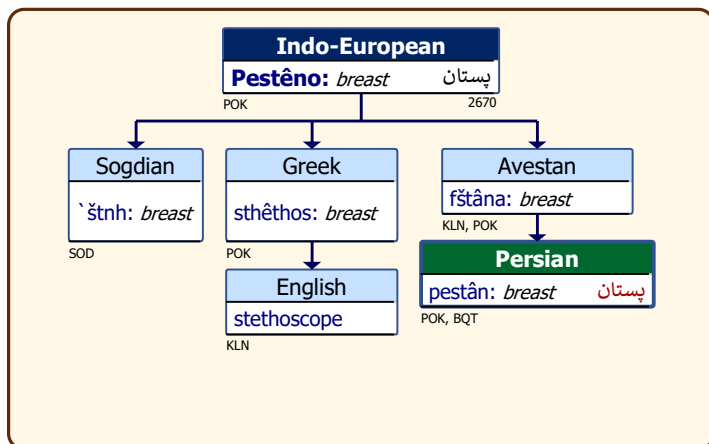 Indo-European
Pestêno: breast پستان
POK 2670
Sogdian Greek Avestan
`štnh: breast sthêthos: breast fštâna: breast
SOD POK KLN, POK
English Persian
stethoscope pestân: breast پستان
KLN POK, BQT